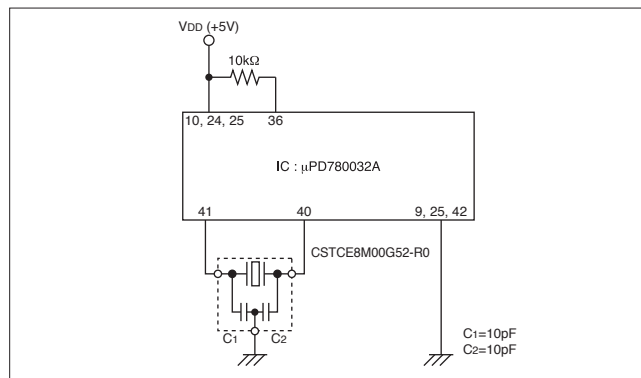 VDD (+5V)
10kΩ
10, 24, 25 36
IC : μPD780032A
41 40 9, 25, 42
CSTCE8M00G52-R0
C1 C2
C1=10pF
C2=10pF